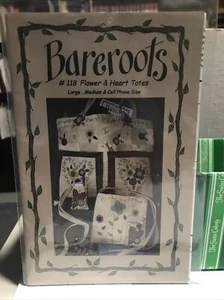 Bareroots
# 118 Flower & Heart Totes
Large, Medium & Cell Phone Size